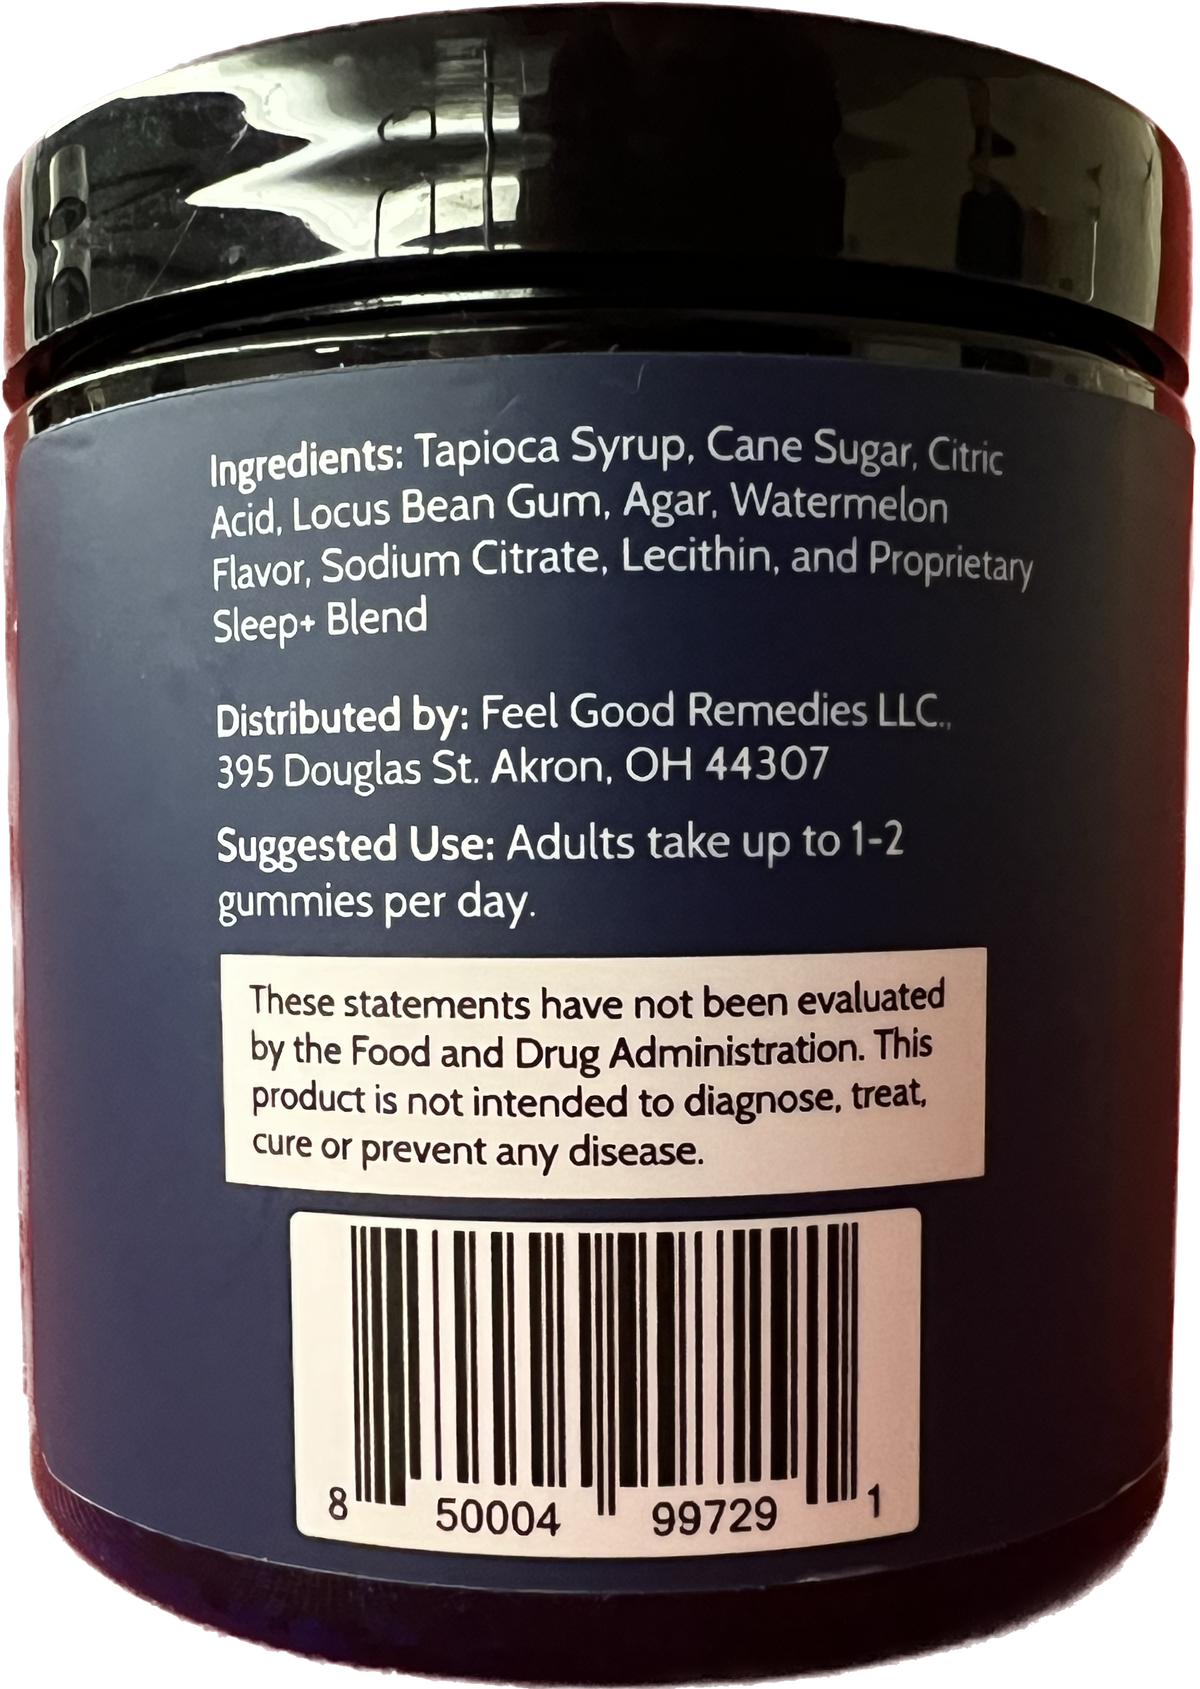 Ingredients: Tapioca Syrup, Cane Sugar, Citric
Acid, Locus Bean Gum, Agar, Watermelon
Flavor, Sodium Citrate, Lecithin, and Proprietary
Sleep+ Blend
Distributed by: Feel Good Remedies LLC.,
395 Douglas St. Akron, OH 44307
Suggested Use: Adults take up to 1-2
gummies per day.
These statements have not been evaluated
by the Food and Drug Administration. This
product is not intended to diagnose, treat,
cure or prevent any disease.
8 50004 99729 1